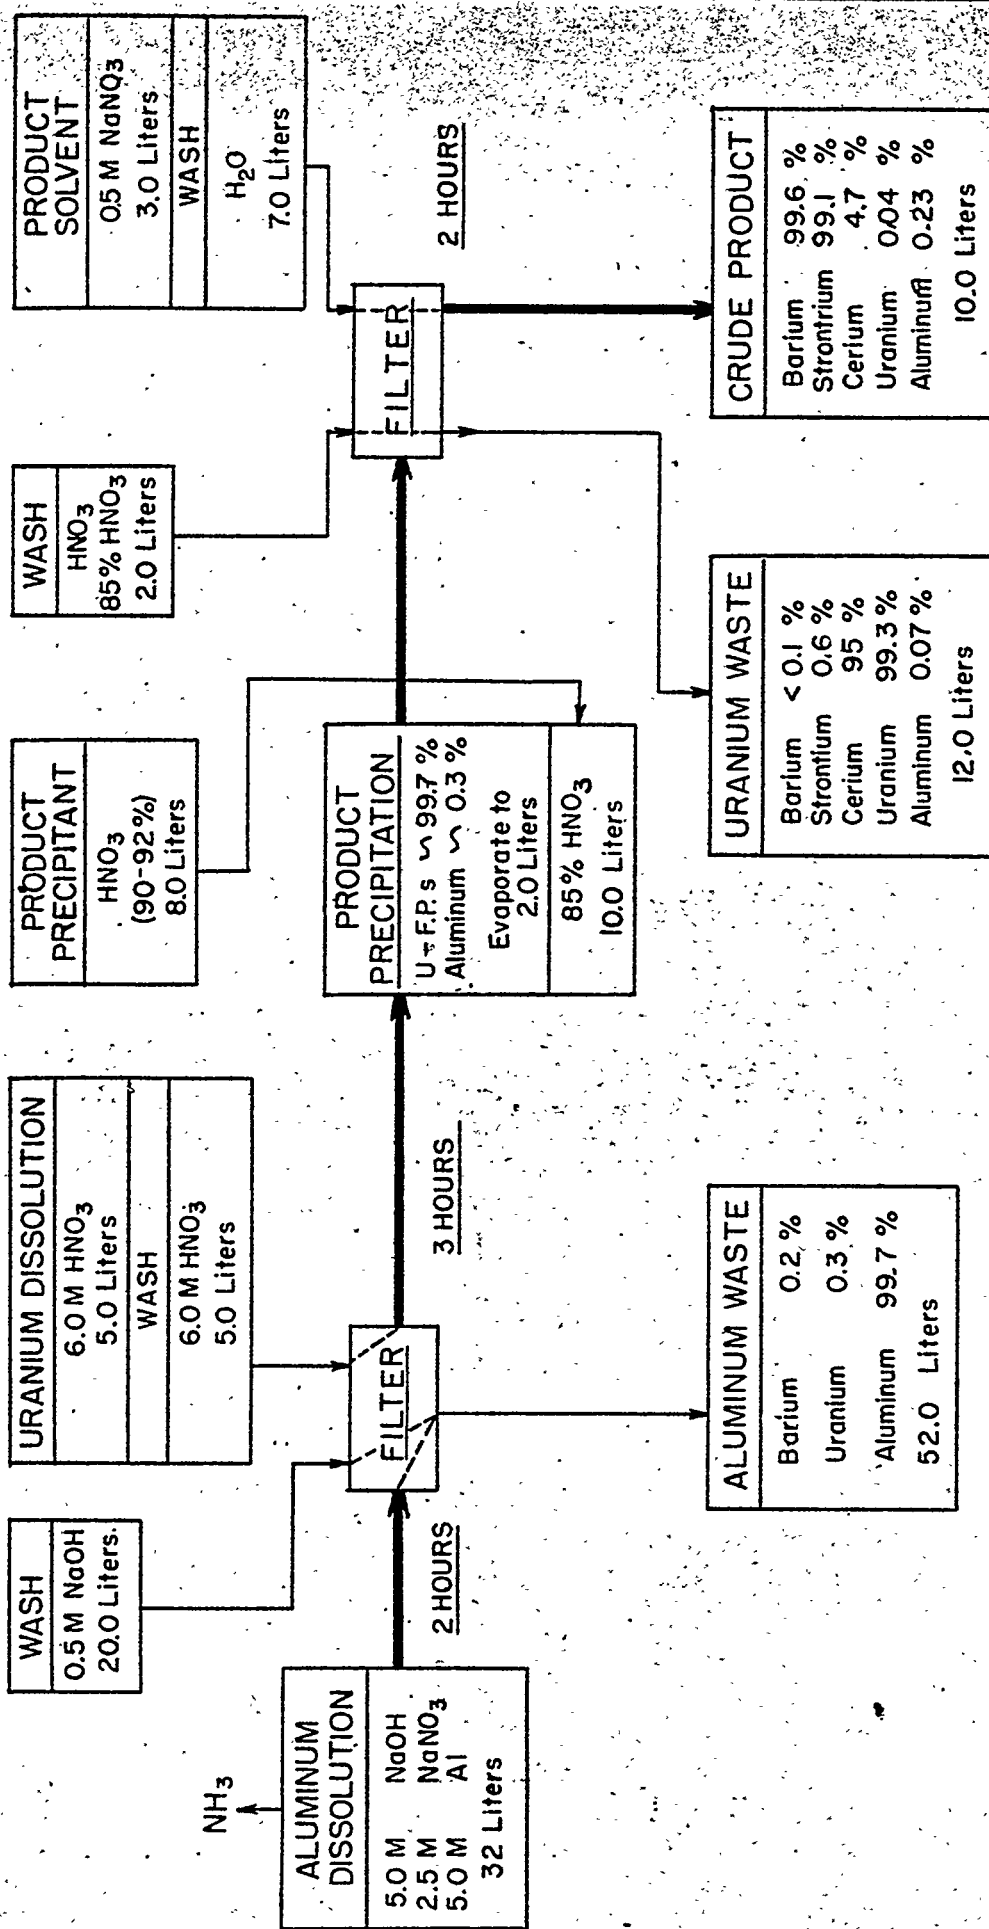 NH3
ALUMINUM
DISSOLUTION
5.0 M NaOH
2.5 M NaNO3
5.0 M Al
32 Liters
WASH
0.5 M NaOH
20.0 Liters.
2 HOURS
FILTER
URANIUM DISSOLUTION
6.0 M HNO3
5.0 Liters
WASH
6.0 M HNO3
5.0 Liters
ALUMINUM WASTE
Barium 0.2 %
Uranium 0.3 %
Aluminum 99.7 %
52.0 Liters
3 HOURS
PRODUCT
PRECIPITANT
HNO3
(90-92%)
8.0 Liters
PRODUCT
PRECIPITATION
U + F.P. s ~ 99.7 %
Aluminum ~ 0.3 %
Evaporate to
2.0 Liters
85% HNO3
10.0 Liters
WASH
HNO3
85% HNO3
2.0 Liters
FILTER
URANIUM WASTE
Barium < 0.1 %
Strontium 0.6 %
Cerium 95 %
Uranium 99.3 %
Aluminum 0.07 %
12.0 Liters
PRODUCT
SOLVENT
0.5 M NaNO3
3.0 Liters
WASH
H2O
7.0 Liters
2 HOURS
CRUDE PRODUCT
Barium 99.6 %
Strontrium 99.1 %
Cerium 4.7 %
Uranium 0.04 %
Aluminum 0.23 %
10.0 Liters